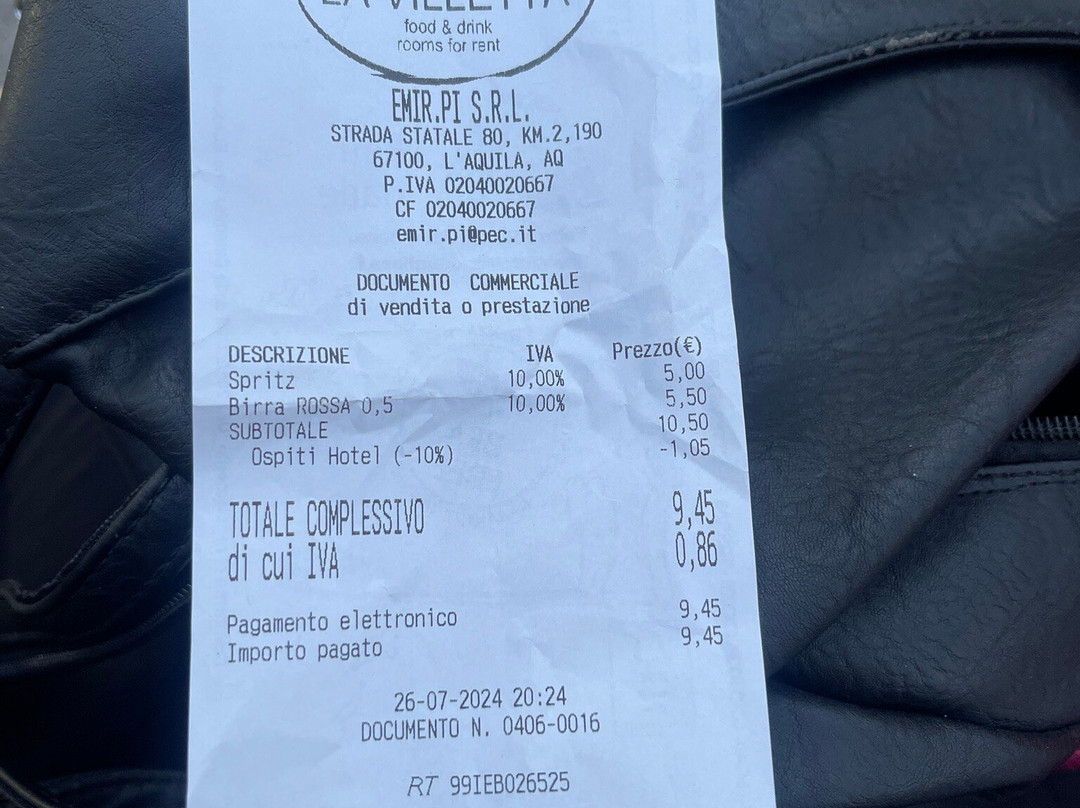 LA VILLETTA
food & drink
rooms for rent
EMIR.PI S.R.L.
STRADA STATALE 80, KM.2,190
67100, L'AQUILA, AQ
P.IVA 02040020667
CF 02040020667
emir.pi@pec.it
DOCUMENTO COMMERCIALE
di vendita o prestazione
DESCRIZIONE IVA Prezzo(€)
Spritz 10,00% 5,00
Birra ROSSA 0,5 10,00% 5,50
SUBTOTALE 10,50
Ospiti Hotel (-10%) -1,05
TOTALE COMPLESSIVO 9,45
di cui IVA 0,86
Pagamento elettronico 9,45
Importo pagato 9,45
26-07-2024 20:24
DOCUMENTO N. 0406-0016
RT 99IEB026525